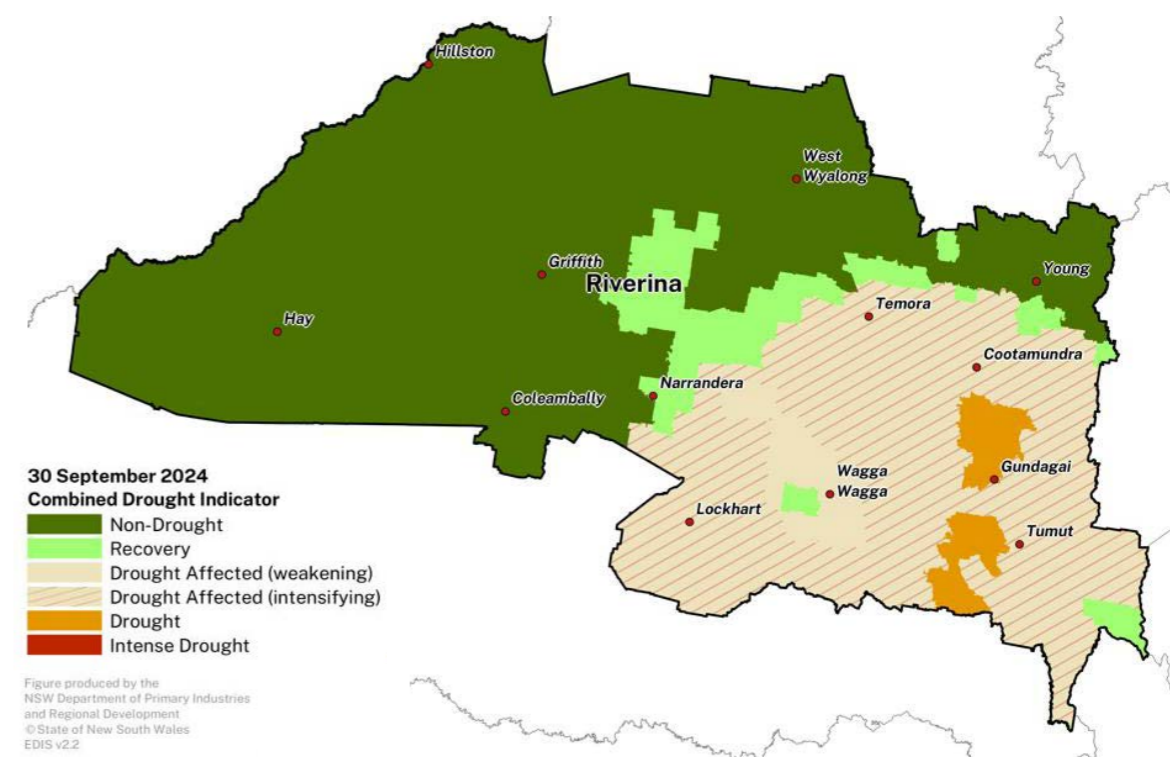 Hillston
West
Wyalong
Griffith
Riverina
Young
Hay
Temora
Cootamundra
Narrandera
Coleambally
Wagga
Wagga
Gundagai
Lockhart
Tumut
30 September 2024
Combined Drought Indicator
Non-Drought
Recovery
Drought Affected (weakening)
Drought Affected (intensifying)
Drought
Intense Drought
Figure produced by the
NSW Department of Primary Industries
and Regional Development
© State of New South Wales
EDIS v2.2